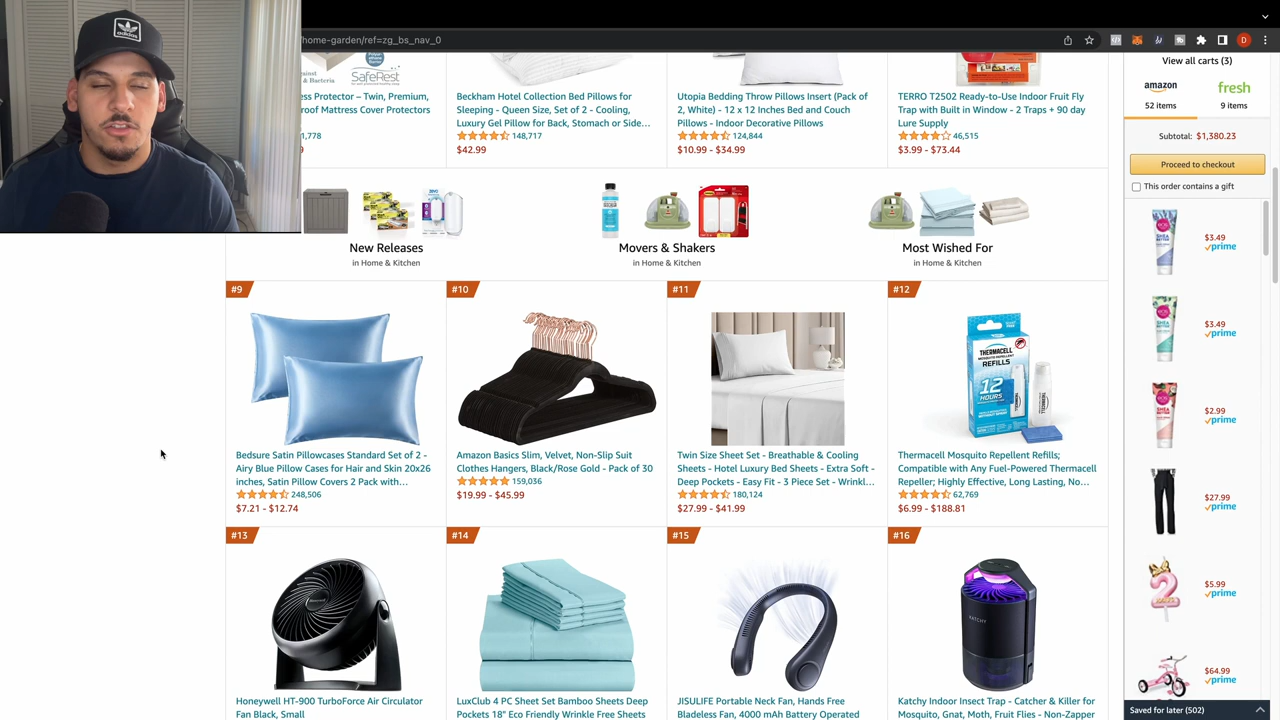 adidas
home-garden/ref=zg_bs_nav_0
D
View all carts (3)
amazon
fresh
52 items
9 items
Subtotal: $1,380.23
Proceed to checkout
This order contains a gift
against
& Bacteria
SafeRest
ess Protector – Twin, Premium,
oof Mattress Cover Protectors
1,778
9
Beckham Hotel Collection Bed Pillows for
Sleeping - Queen Size, Set of 2 - Cooling,
Luxury Gel Pillow for Back, Stomach or Side...
148,717
$42.99
Utopia Bedding Throw Pillows Insert (Pack of
2, White) - 12 x 12 Inches Bed and Couch
Pillows - Indoor Decorative Pillows
124,844
$10.99 - $34.99
TERRO T2502 Ready-to-Use Indoor Fruit Fly
Trap with Built in Window - 2 Traps + 90 day
Lure Supply
46,515
$3.99 - $73.44
New Releases
in Home & Kitchen
Movers & Shakers
in Home & Kitchen
Most Wished For
in Home & Kitchen
#9
Bedsure Satin Pillowcases Standard Set of 2 -
Airy Blue Pillow Cases for Hair and Skin 20x26
inches, Satin Pillow Covers 2 Pack with...
248,506
$7.21 - $12.74
#10
Amazon Basics Slim, Velvet, Non-Slip Suit
Clothes Hangers, Black/Rose Gold - Pack of 30
159,036
$19.99 - $45.99
#11
Twin Size Sheet Set - Breathable & Cooling
Sheets - Hotel Luxury Bed Sheets - Extra Soft -
Deep Pockets - Easy Fit - 3 Piece Set - Wrinkl...
180,124
$27.99 - $41.99
#12
THERMACELL
REFILLS
12
HOURS
Thermacell Mosquito Repellent Refills;
Compatible with Any Fuel-Powered Thermacell
Repeller; Highly Effective, Long Lasting, No...
62,769
$6.99 - $188.81
#13
Honeywell HT-900 TurboForce Air Circulator
Fan Black, Small
#14
LuxClub 4 PC Sheet Set Bamboo Sheets Deep
Pockets 18" Eco Friendly Wrinkle Free Sheets
#15
JISULIFE Portable Neck Fan, Hands Free
Bladeless Fan, 4000 mAh Battery Operated
#16
KATCHY
Katchy Indoor Insect Trap - Catcher & Killer for
Mosquito, Gnat, Moth, Fruit Flies - Non-Zapper
$3.49
prime
$3.49
prime
$2.99
prime
$27.99
prime
$5.99
prime
$64.99
prime
Saved for later (502)